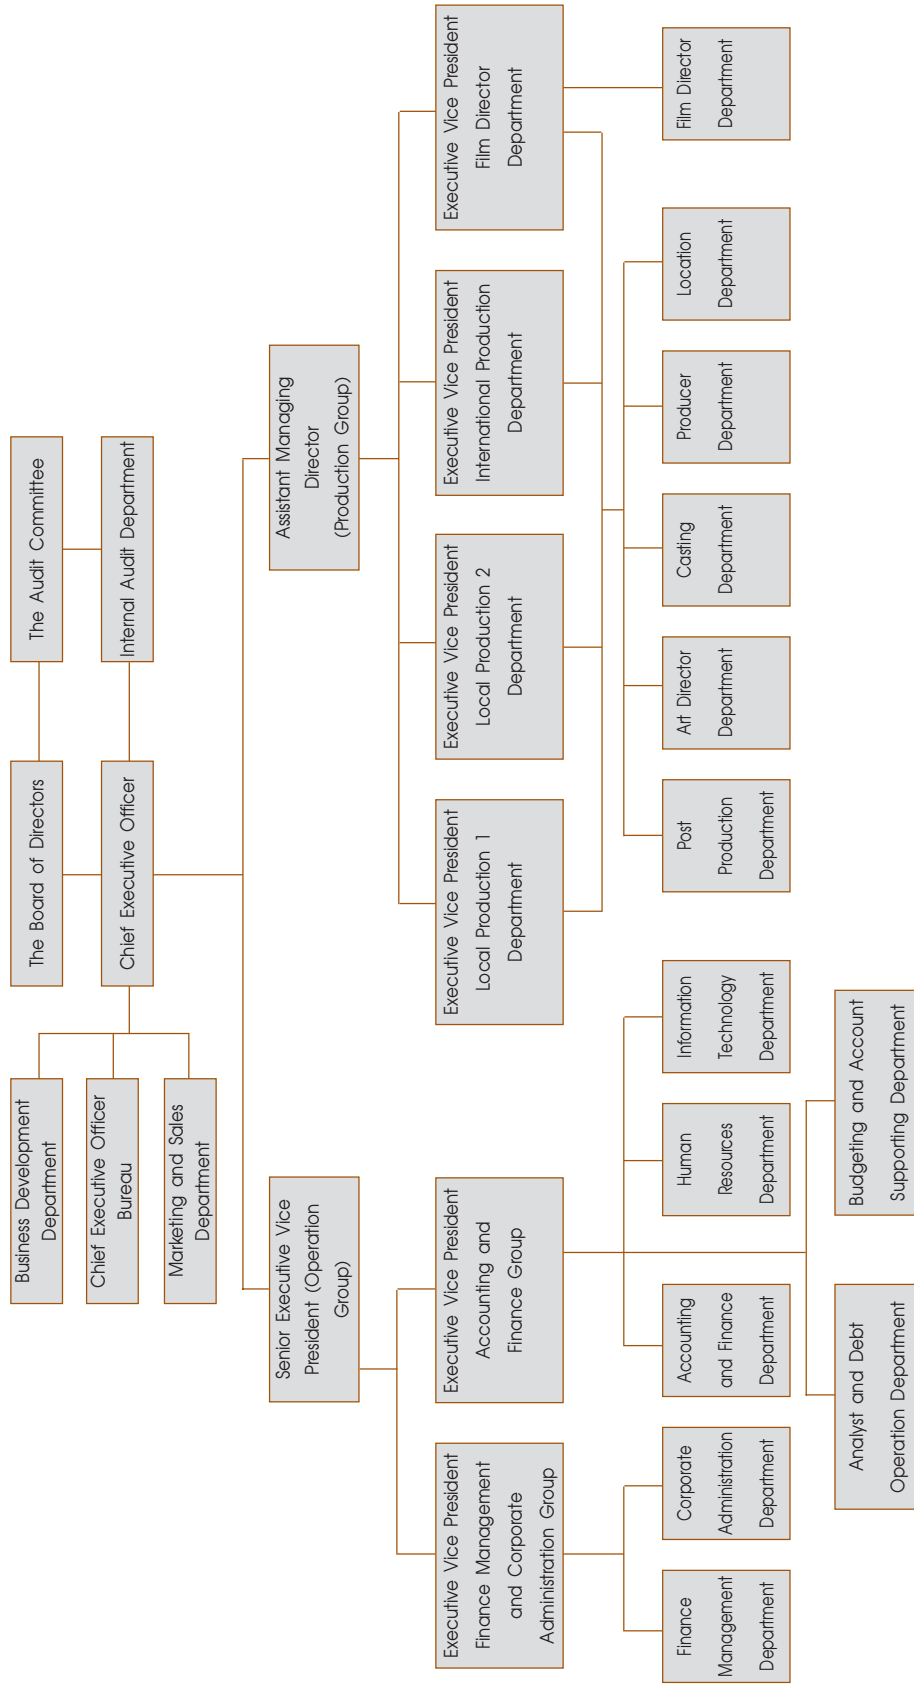 The Board of Directors
The Audit Committee
Business Development
Department
Chief Executive Officer
Bureau
Marketing and Sales
Department
Chief Executive Officer
Internal Audit Department
Senior Executive Vice
President (Operation
Group)
Assistant Managing
Director
(Production Group)
Executive Vice President
Finance Management
and Corporate
Administration Group
Executive Vice President
Accounting and
Finance Group
Executive Vice President
Local Production 1
Department
Executive Vice President
Local Production 2
Department
Executive Vice President
International Production
Department
Executive Vice President
Film Director
Department
Finance
Management
Department
Corporate
Administration
Department
Accounting
and Finance
Department
Human
Resources
Department
Information
Technology
Department
Post
Production
Department
Art Director
Department
Casting
Department
Producer
Department
Location
Department
Film Director
Department
Analyst and Debt
Operation Department
Budgeting and Account
Supporting Department